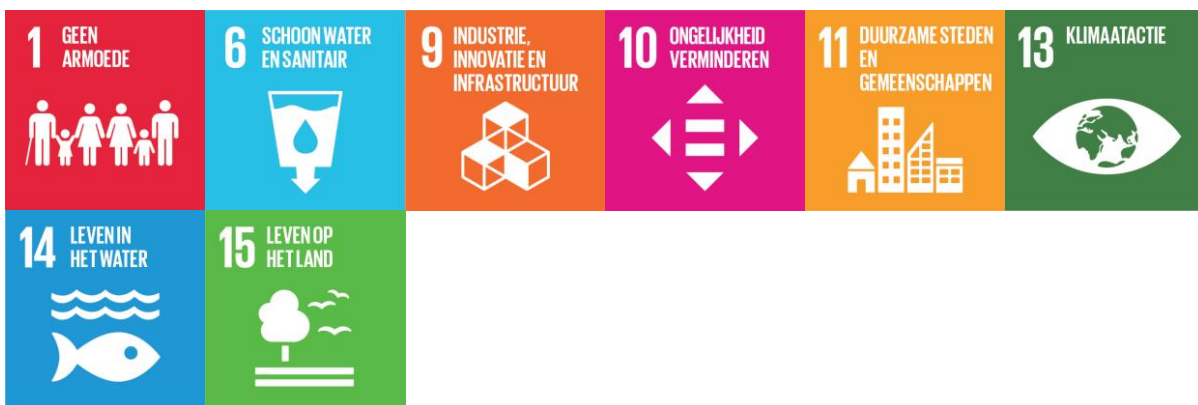 1 GEEN
ARMOEDE
6 SCHOON WATER
EN SANITAIR
9 INDUSTRIE,
INNOVATIE EN
INFRASTRUCTUUR
10 ONGELIJKHEID
VERMINDEREN
11 DUURZAME STEDEN
EN
GEMEENSCHAPPEN
13 KLIMAATACTIE
14 LEVEN IN
HET WATER
15 LEVEN OP
HET LAND